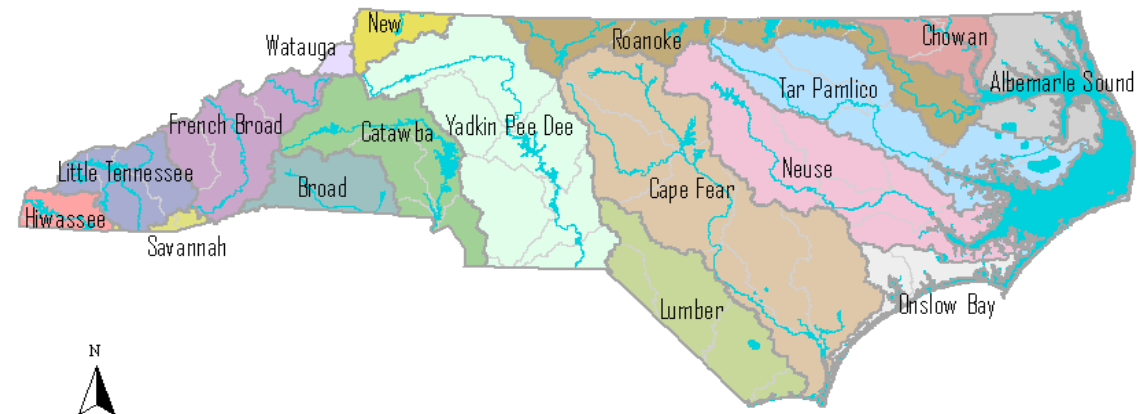 New
Watauga
Roanoke
Chowan
Tar Pamlico
Albemarle Sound
French Broad
Catawba
Yadkin Pee Dee
Little Tennessee
Broad
Cape Fear
Neuse
Hiwassee
Savannah
Lumber
Onslow Bay
N